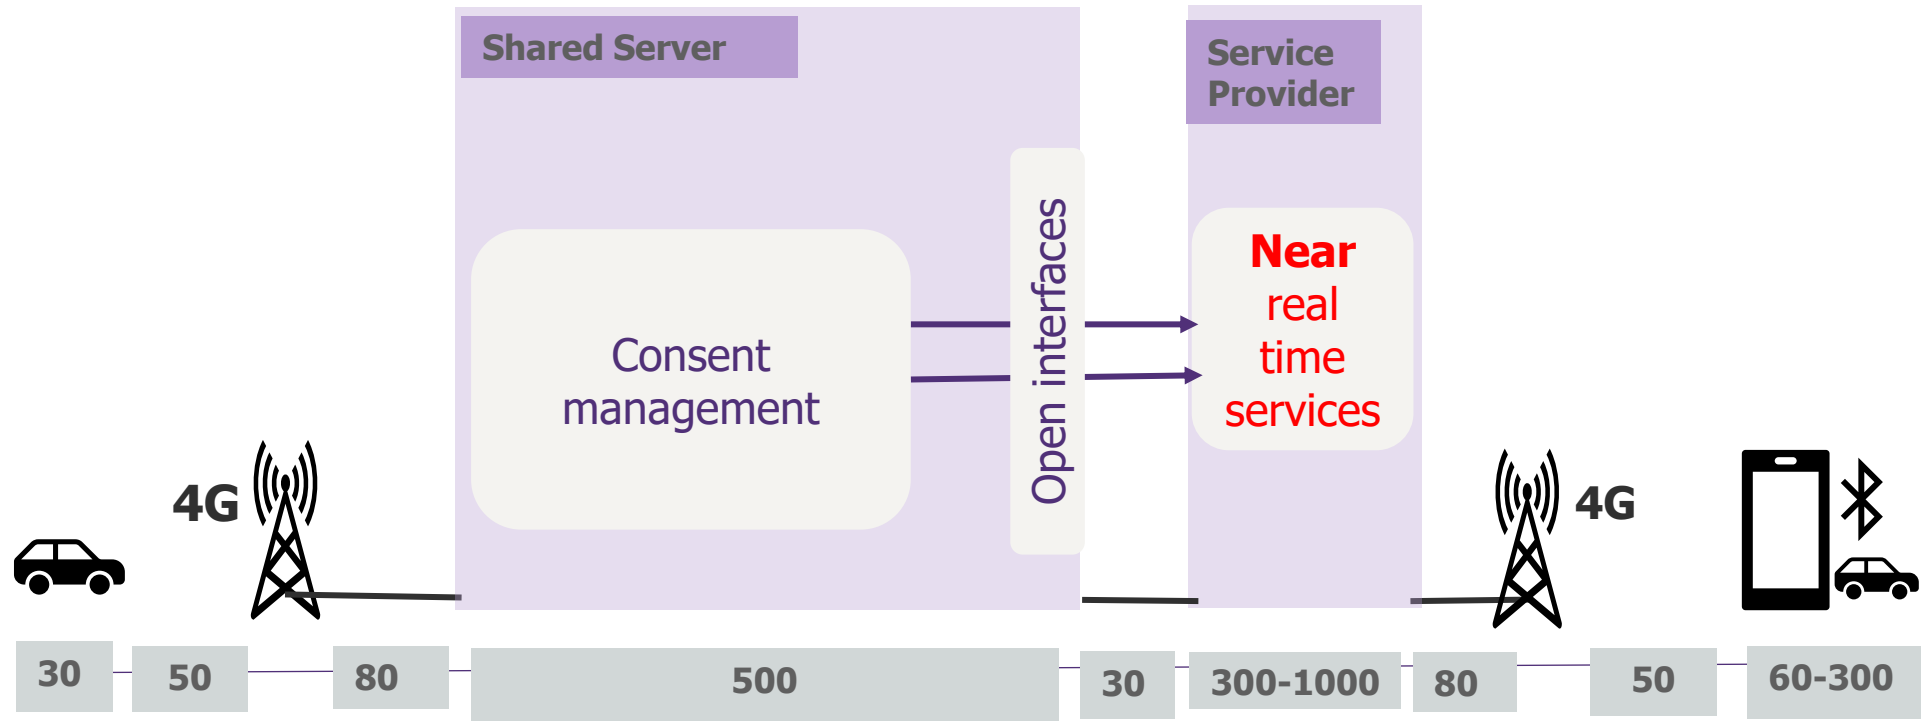 Shared Server
Service
Provider
Consent
management
Open interfaces
Near
real
time
services
4G
4G
30
50
80
500
30
300-1000
80
50
60-300